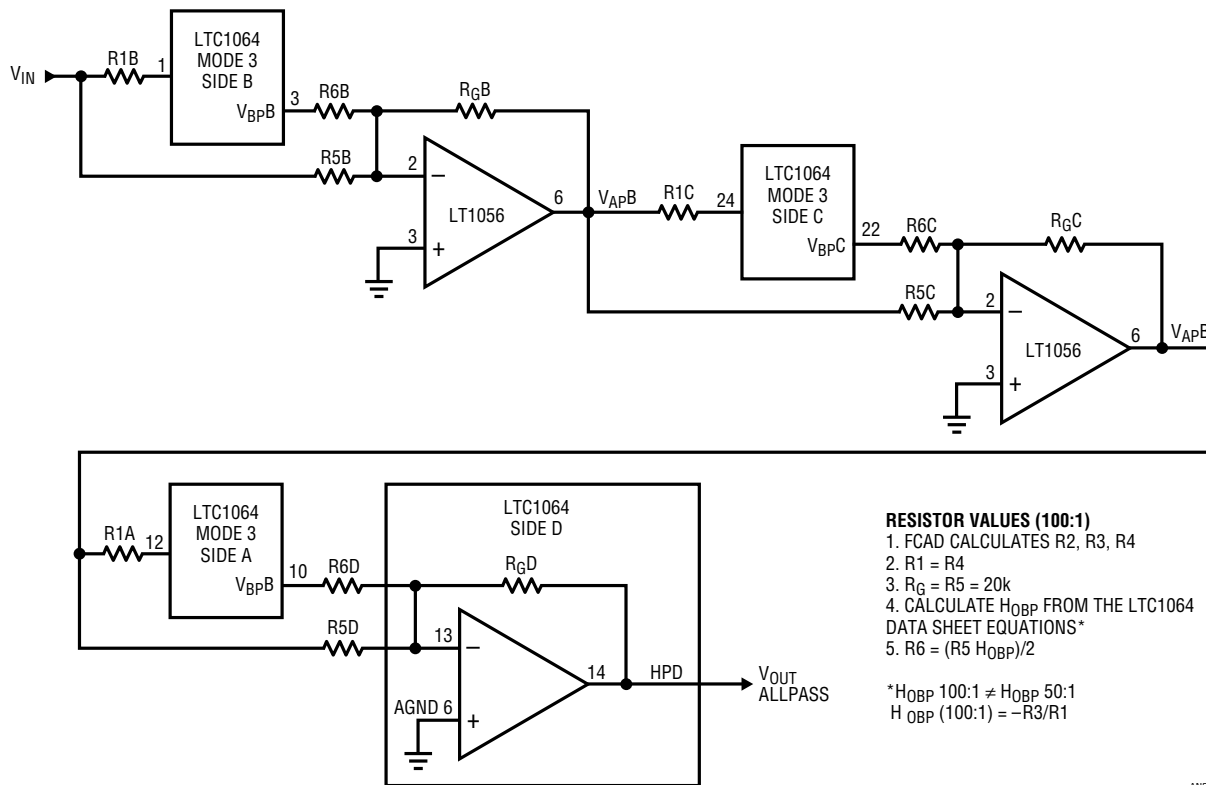 LTC1064
MODE 3
SIDE B
V_BPB
V_IN
R1B
1
3
R6B
R_GB
R5B
2
−
3
+
LT1056
6
V_APB
R1C
24
LTC1064
MODE 3
SIDE C
V_BPC
22
R6C
R_GC
R5C
2
−
3
+
LT1056
6
V_APB
R1A
12
LTC1064
MODE 3
SIDE A
V_BPB
10
R6D
R5D
LTC1064
SIDE D
R_GD
13
−
AGND 6
+
14
HPD
V_OUT
ALLPASS
RESISTOR VALUES (100:1)
1. FCAD CALCULATES R2, R3, R4
2. R1 = R4
3. R_G = R5 = 20k
4. CALCULATE H_OBP FROM THE LTC1064
DATA SHEET EQUATIONS*
5. R6 = (R5 H_OBP)/2
*H_OBP 100:1 ≠ H_OBP 50:1
H_OBP (100:1) = −R3/R1